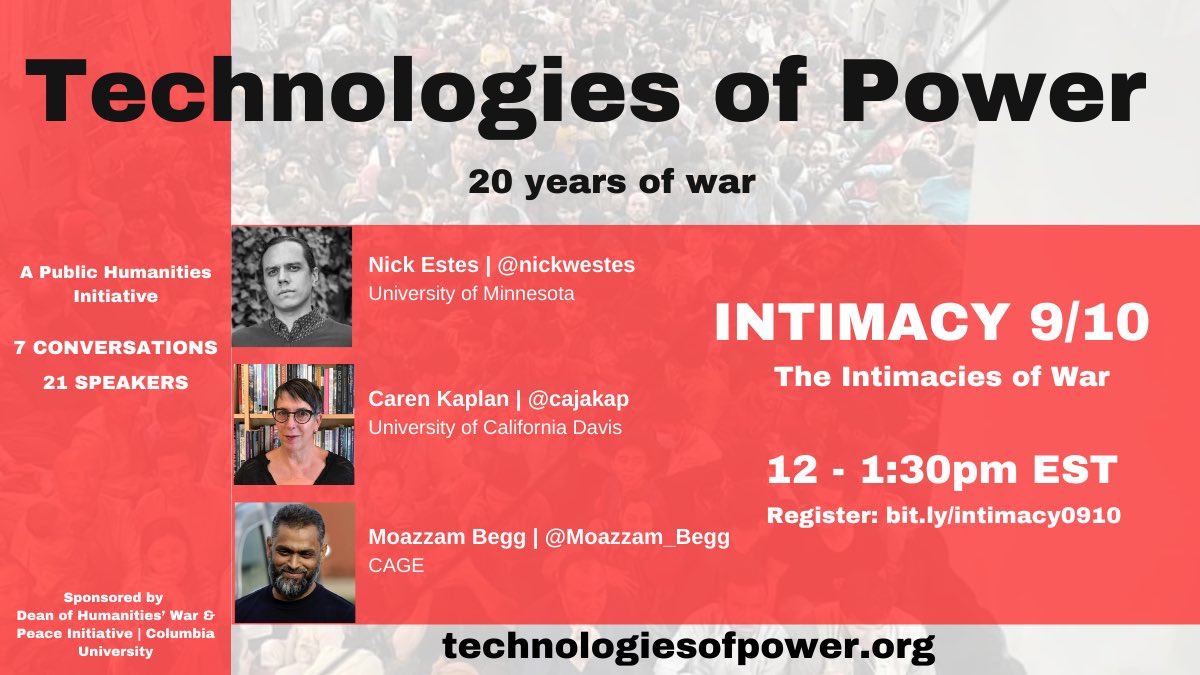 Technologies of Power
20 years of war
A Public Humanities
Initiative
7 CONVERSATIONS
21 SPEAKERS
Sponsored by
Dean of Humanities' War &
Peace Initiative | Columbia
University
Nick Estes | @nickwestes
University of Minnesota
Caren Kaplan | @cajakap
University of California Davis
Moazzam Begg | @Moazzam_Begg
CAGE
INTIMACY 9/10
The Intimacies of War
12 - 1:30pm EST
Register: bit.ly/intimacy0910
technologiesofpower.org